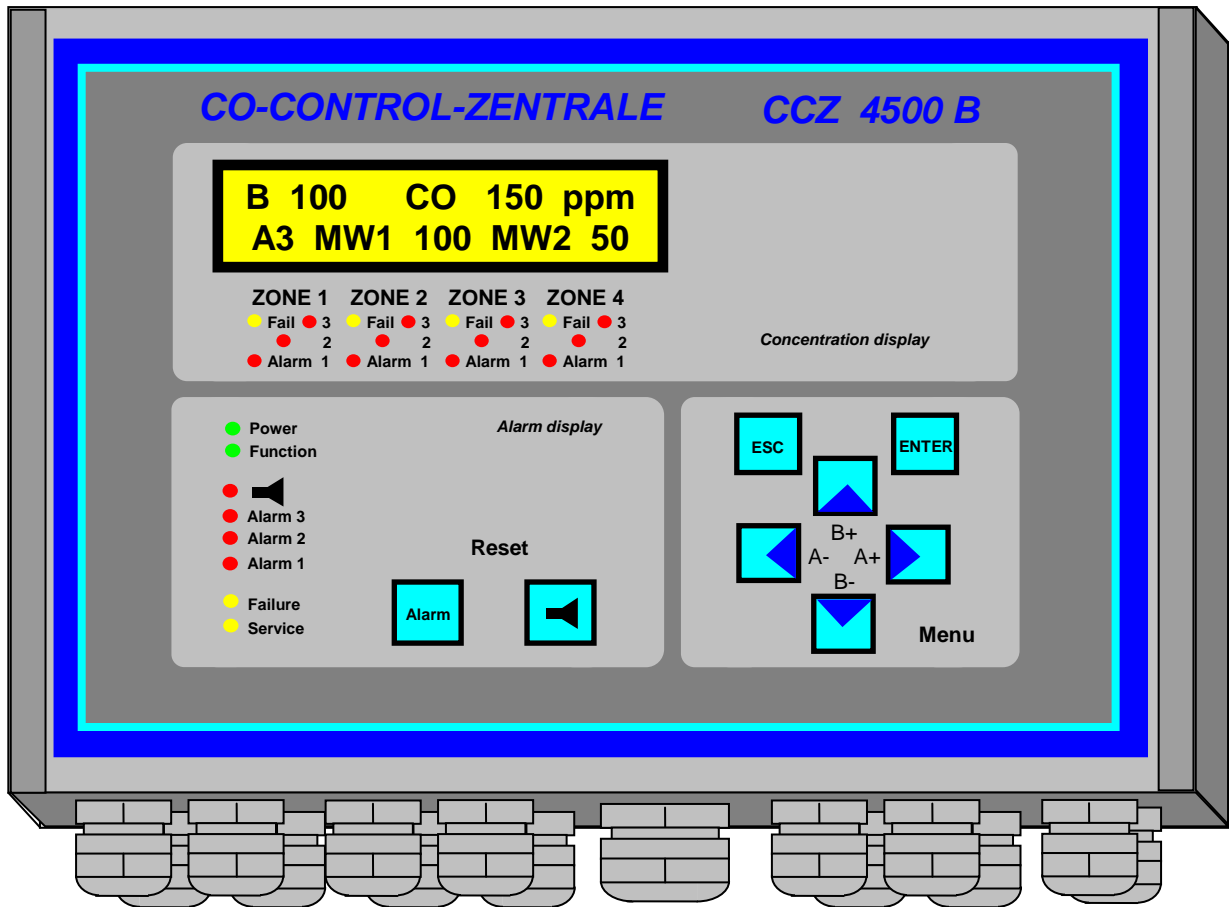 CO-CONTROL-ZENTRALE CCZ 4500 B
B 100 CO 150 ppm
A3 MW1 100 MW2 50
ZONE 1 ZONE 2 ZONE 3 ZONE 4
Fail 3 Fail 3 Fail 3 Fail 3
2 2 2 2
Alarm 1 Alarm 1 Alarm 1 Alarm 1
Concentration display
Power
Function
Alarm 3
Alarm 2
Alarm 1
Failure
Service
Alarm display
Reset
Alarm
ESC ENTER
B+
A- A+
B-
Menu